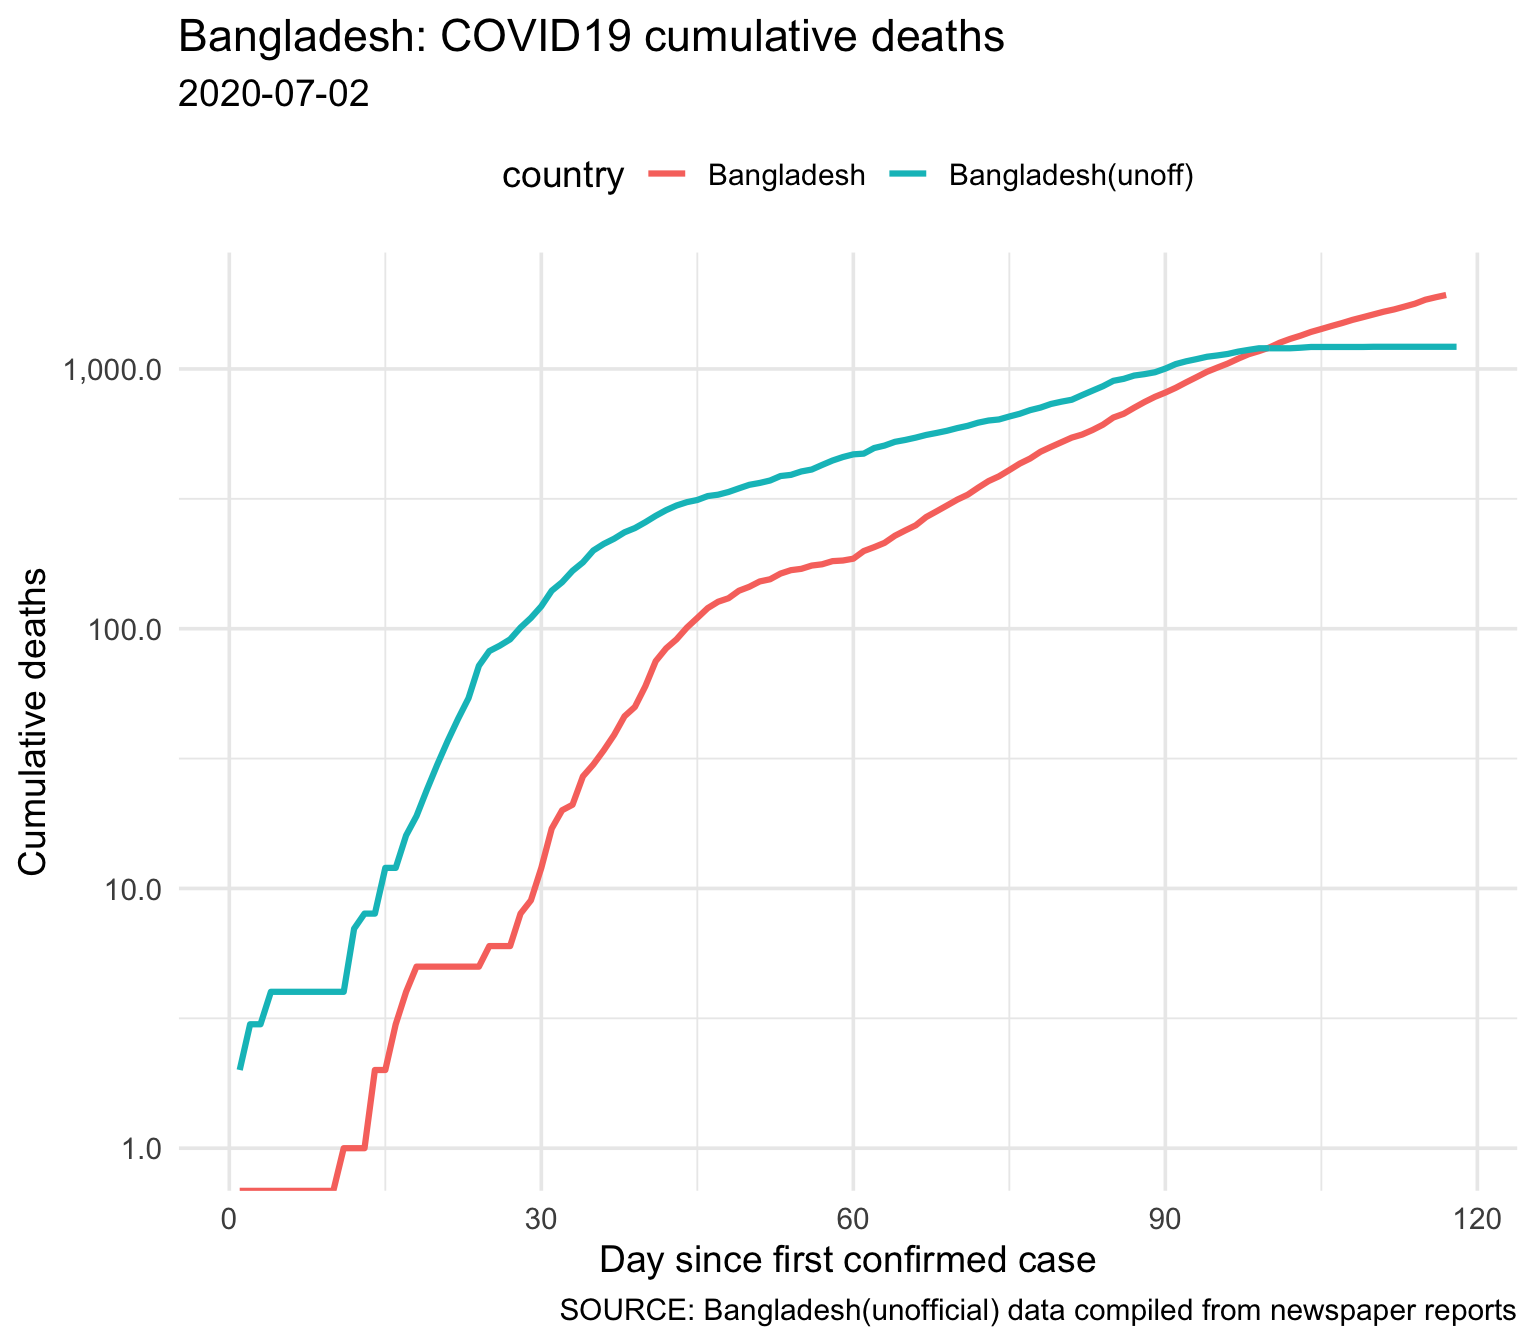 Bangladesh: COVID19 cumulative deaths
2020-07-02
country Bangladesh Bangladesh(unoff)
1,000.0
100.0
10.0
1.0
Cumulative deaths
0 30 60 90 120
Day since first confirmed case
SOURCE: Bangladesh(unofficial) data compiled from newspaper reports